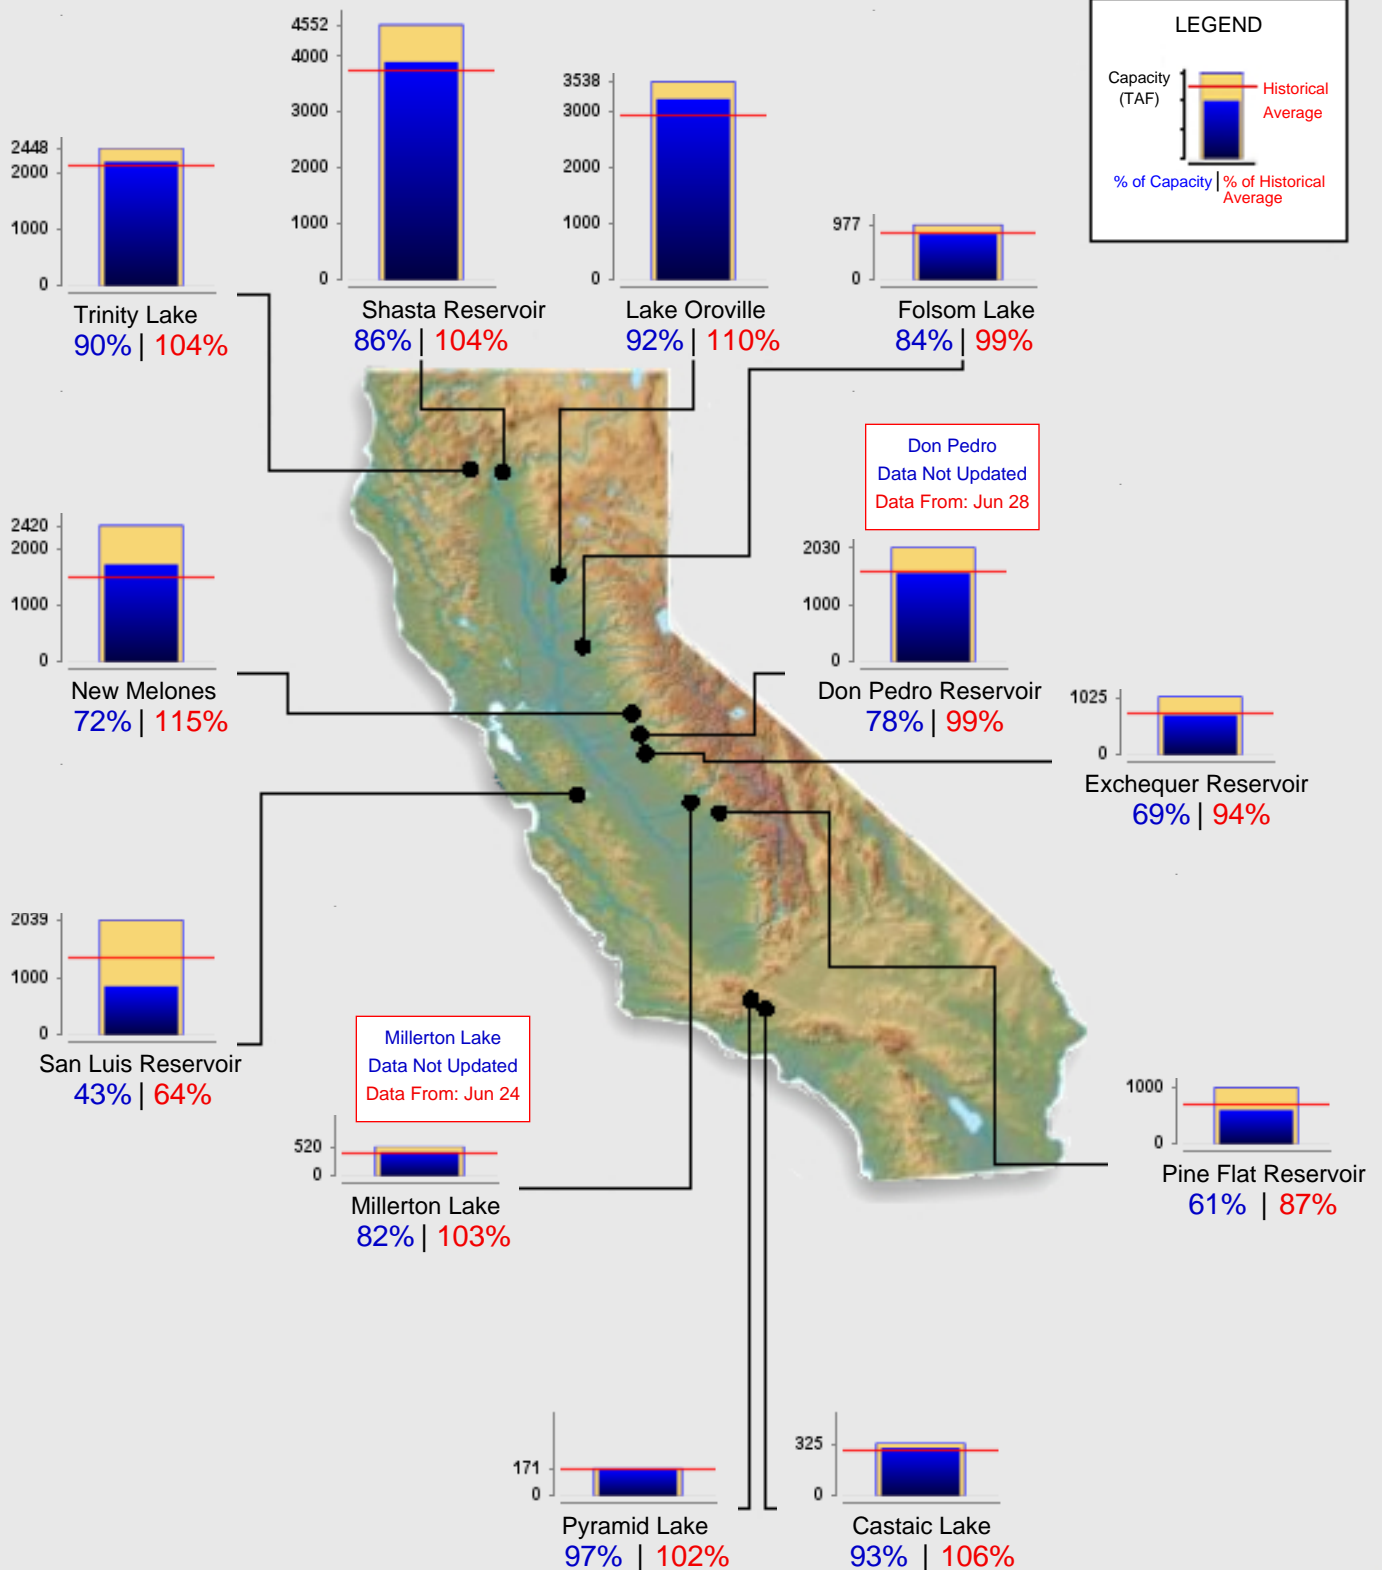 4552
4000
3000
2000
1000
0
Shasta Reservoir
86% | 104%
3538
3000
2000
1000
0
Lake Oroville
92% | 110%
LEGEND
Capacity
(TAF)
Historical
Average
% of Capacity | % of Historical
Average
2448
2000
1000
0
Trinity Lake
90% | 104%
977
0
Folsom Lake
84% | 99%
Don Pedro
Data Not Updated
Data From: Jun 28
2420
2000
1000
0
New Melones
72% | 115%
2030
1000
0
Don Pedro Reservoir
78% | 99%
1025
0
Exchequer Reservoir
69% | 94%
2039
1000
0
San Luis Reservoir
43% | 64%
Millerton Lake
Data Not Updated
Data From: Jun 24
520
0
Millerton Lake
82% | 103%
1000
0
Pine Flat Reservoir
61% | 87%
171
0
Pyramid Lake
97% | 102%
325
0
Castaic Lake
93% | 106%